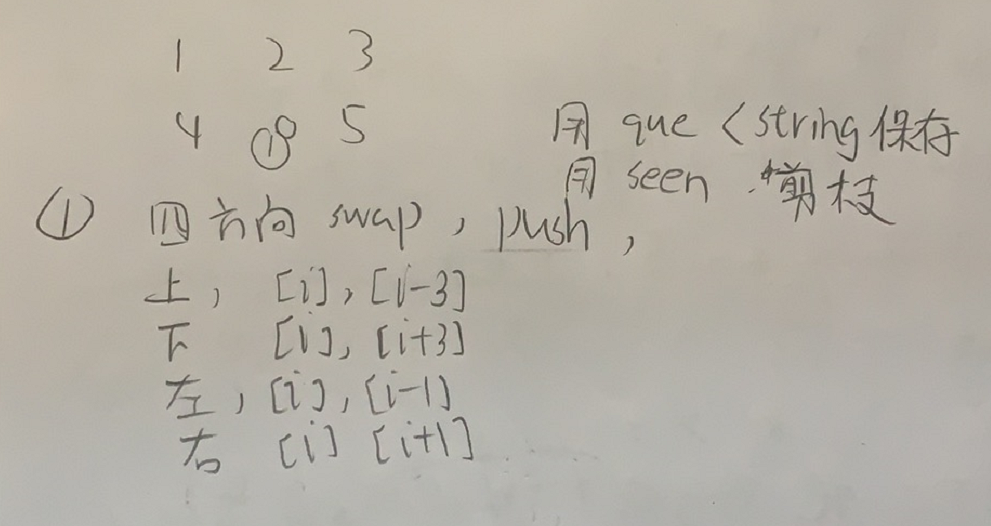 1 2 3
4 0 5
用 que <string 保存
用 seen 剪枝
① 四方向 swap, push,
上, [i], [i-3]
下 [i], [i+3]
左, [i], [i-1]
右 [i] [i+1]